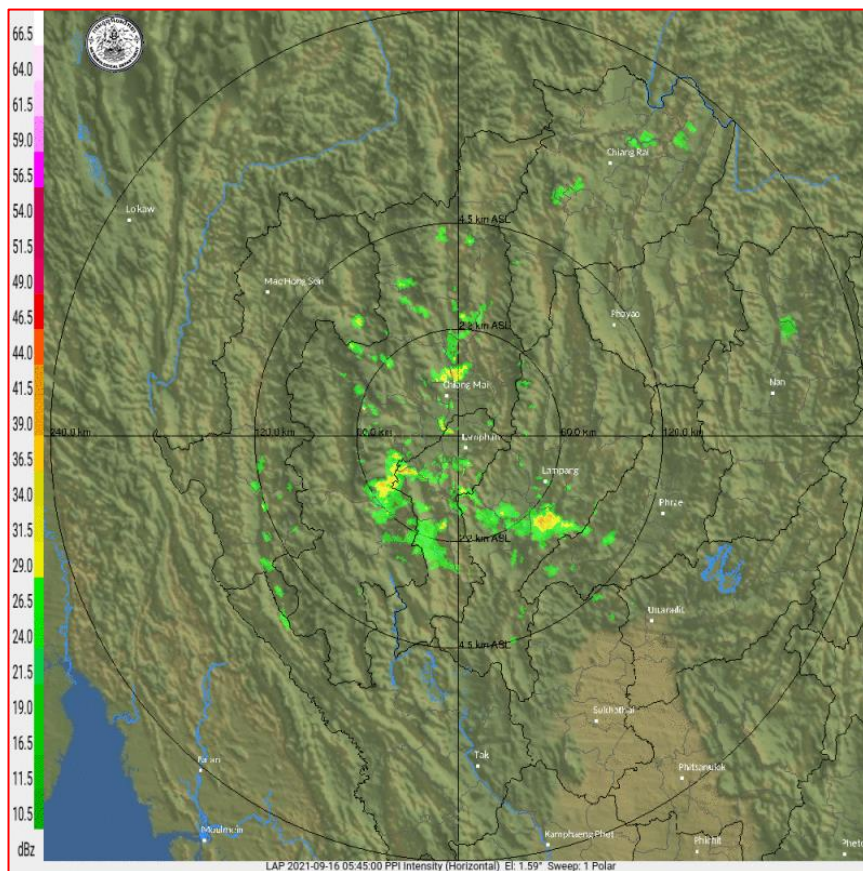 66.5
64.0
61.5
59.0
56.5
54.0
51.5
49.0
46.5
44.0
41.5
39.0
36.5
34.0
31.5
29.0
26.5
24.0
21.5
19.0
16.5
11.5
10.5
dBz
Chiang Rai
Loikaw
4.5 km ASL
Mae Hong Son
Phayao
2.2 km ASL
Chiang Mai
Nan
240.0 km
120.0 km
60.0 km
60.0 km
120.0 km
Lamphun
Lampang
Phrae
2.2 km ASL
Uttaradit
4.5 km ASL
Sukhothai
Tak
Pa'an
Phitsanulok
Moulmein
Kamphaeng Phet
Phichit
LAP 2021-09-16 05:45:00 PPI Intensity (Horizontal) El: 1.59° Sweep: 1 Polar